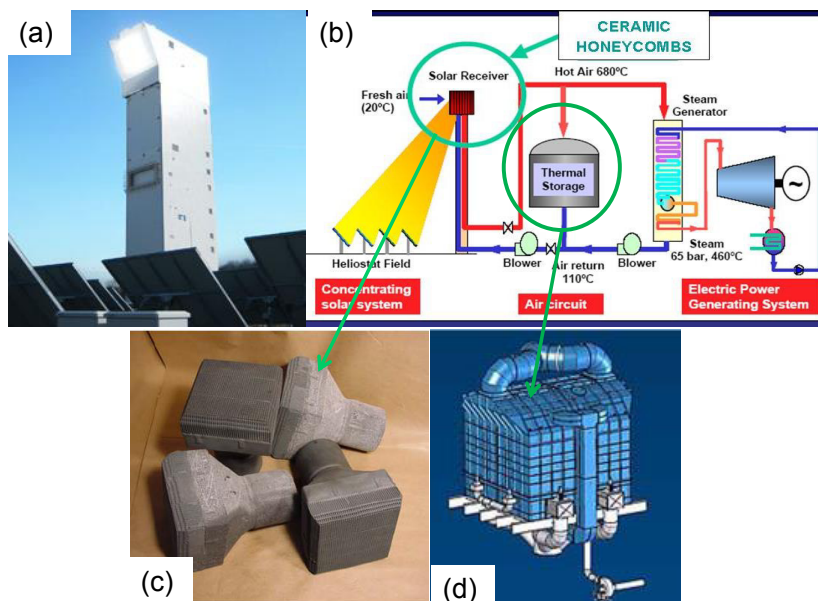 (a)
(b)
CERAMIC
HONEYCOMBS
Solar Receiver
Hot Air 680ºC
Fresh air
(20ºC)
Steam
Generator
Thermal
Storage
~
Heliostat Field
Blower
Air return
110ºC
Blower
Steam
65 bar, 460ºC
Concentrating
solar system
Air circuit
Electric Power
Generating System
(c)
(d)